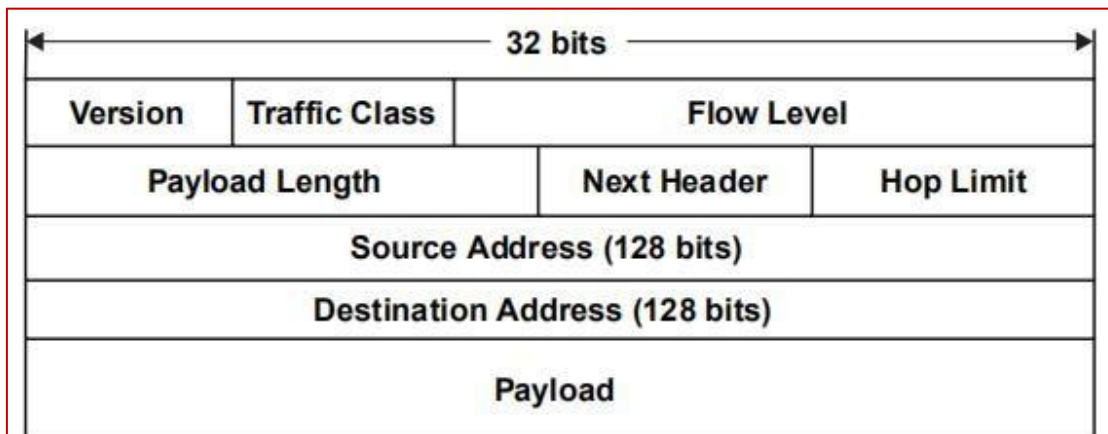 32 bits
Version Traffic Class Flow Level
Payload Length Next Header Hop Limit
Source Address (128 bits)
Destination Address (128 bits)
Payload